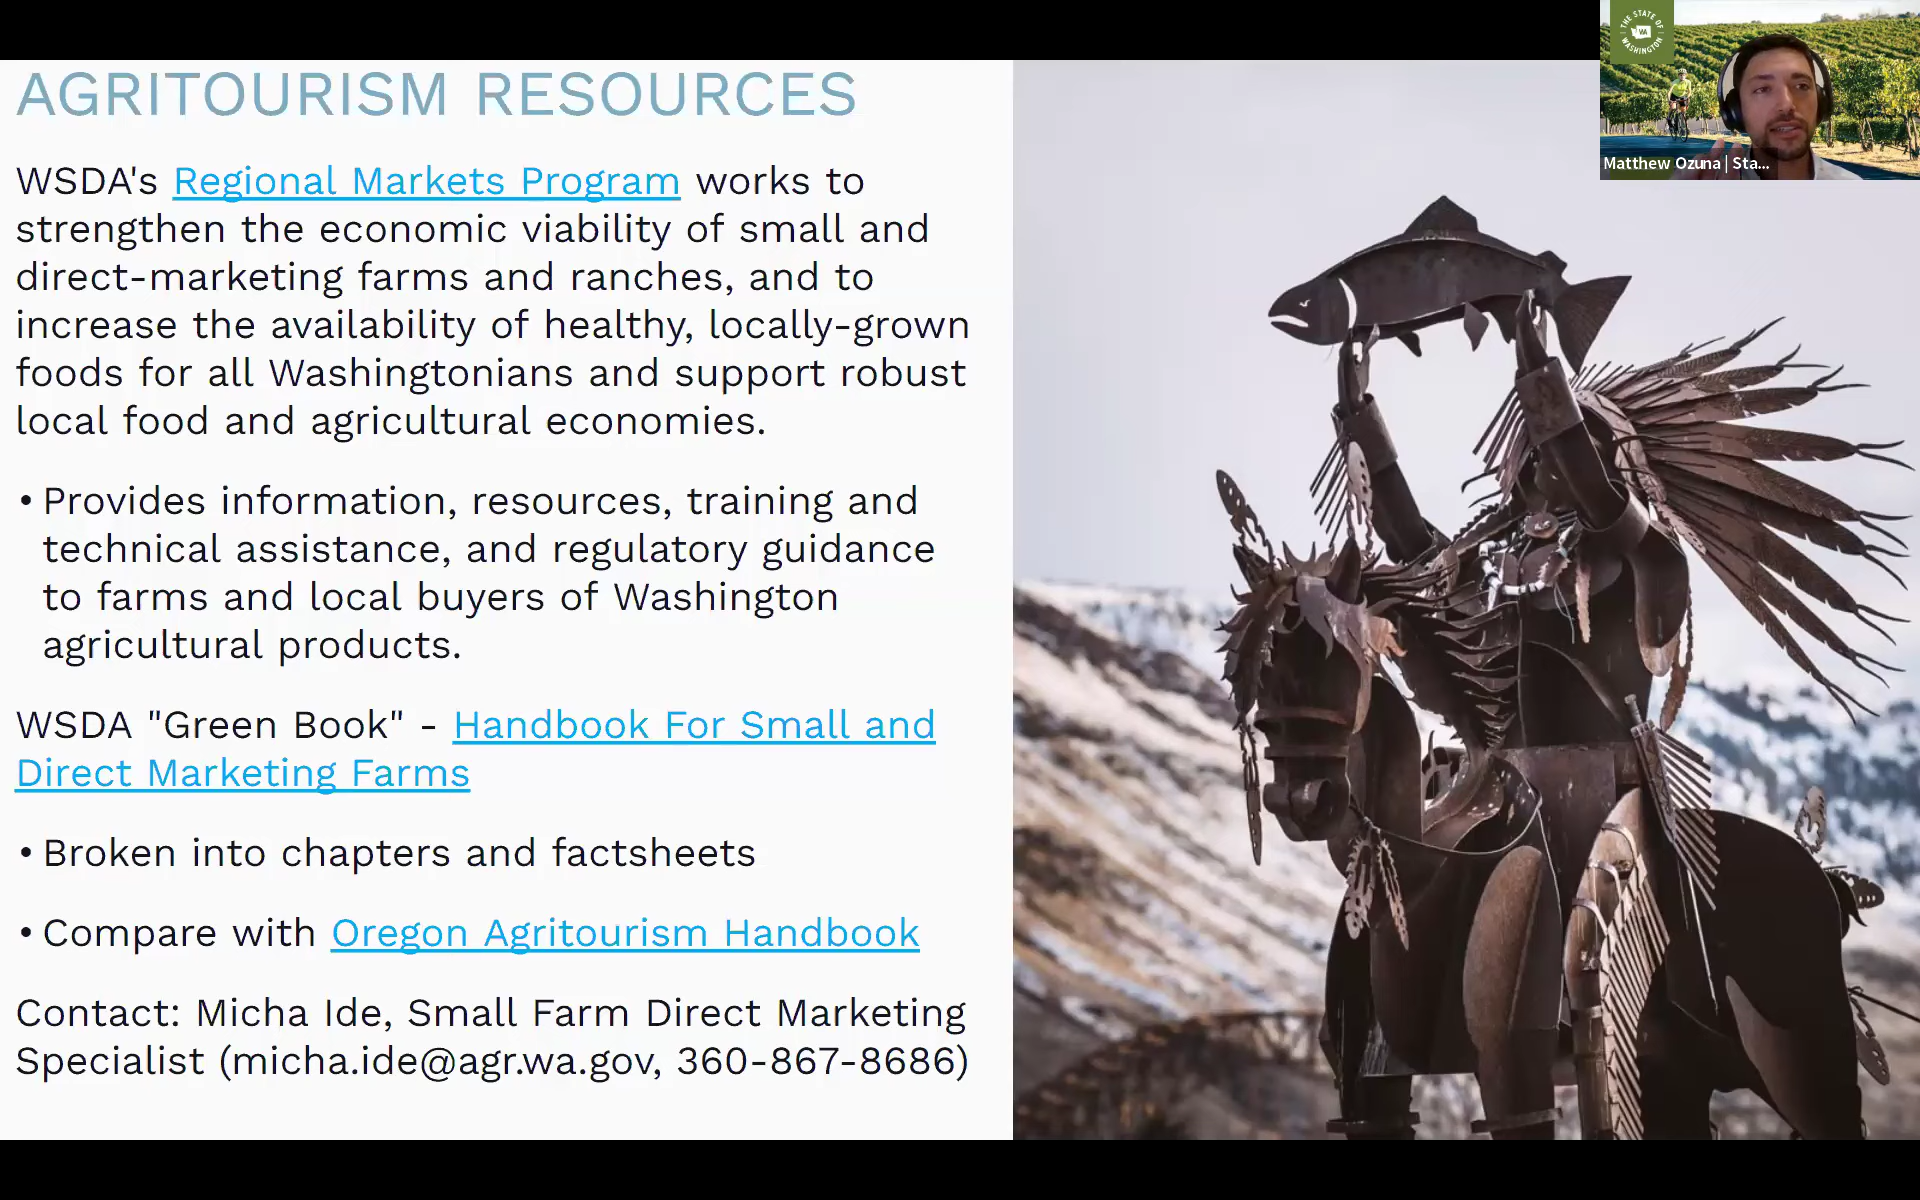 AGRITOURISM RESOURCES
WSDA's Regional Markets Program works to
strengthen the economic viability of small and
direct-marketing farms and ranches, and to
increase the availability of healthy, locally-grown
foods for all Washingtonians and support robust
local food and agricultural economies.
• Provides information, resources, training and
technical assistance, and regulatory guidance
to farms and local buyers of Washington
agricultural products.
WSDA "Green Book" - Handbook For Small and
Direct Marketing Farms
• Broken into chapters and factsheets
• Compare with Oregon Agritourism Handbook
Contact: Micha Ide, Small Farm Direct Marketing
Specialist (micha.ide@agr.wa.gov, 360-867-8686)
THE STATE OF
WA
WASHINGTON
Matthew Ozuna | Sta...